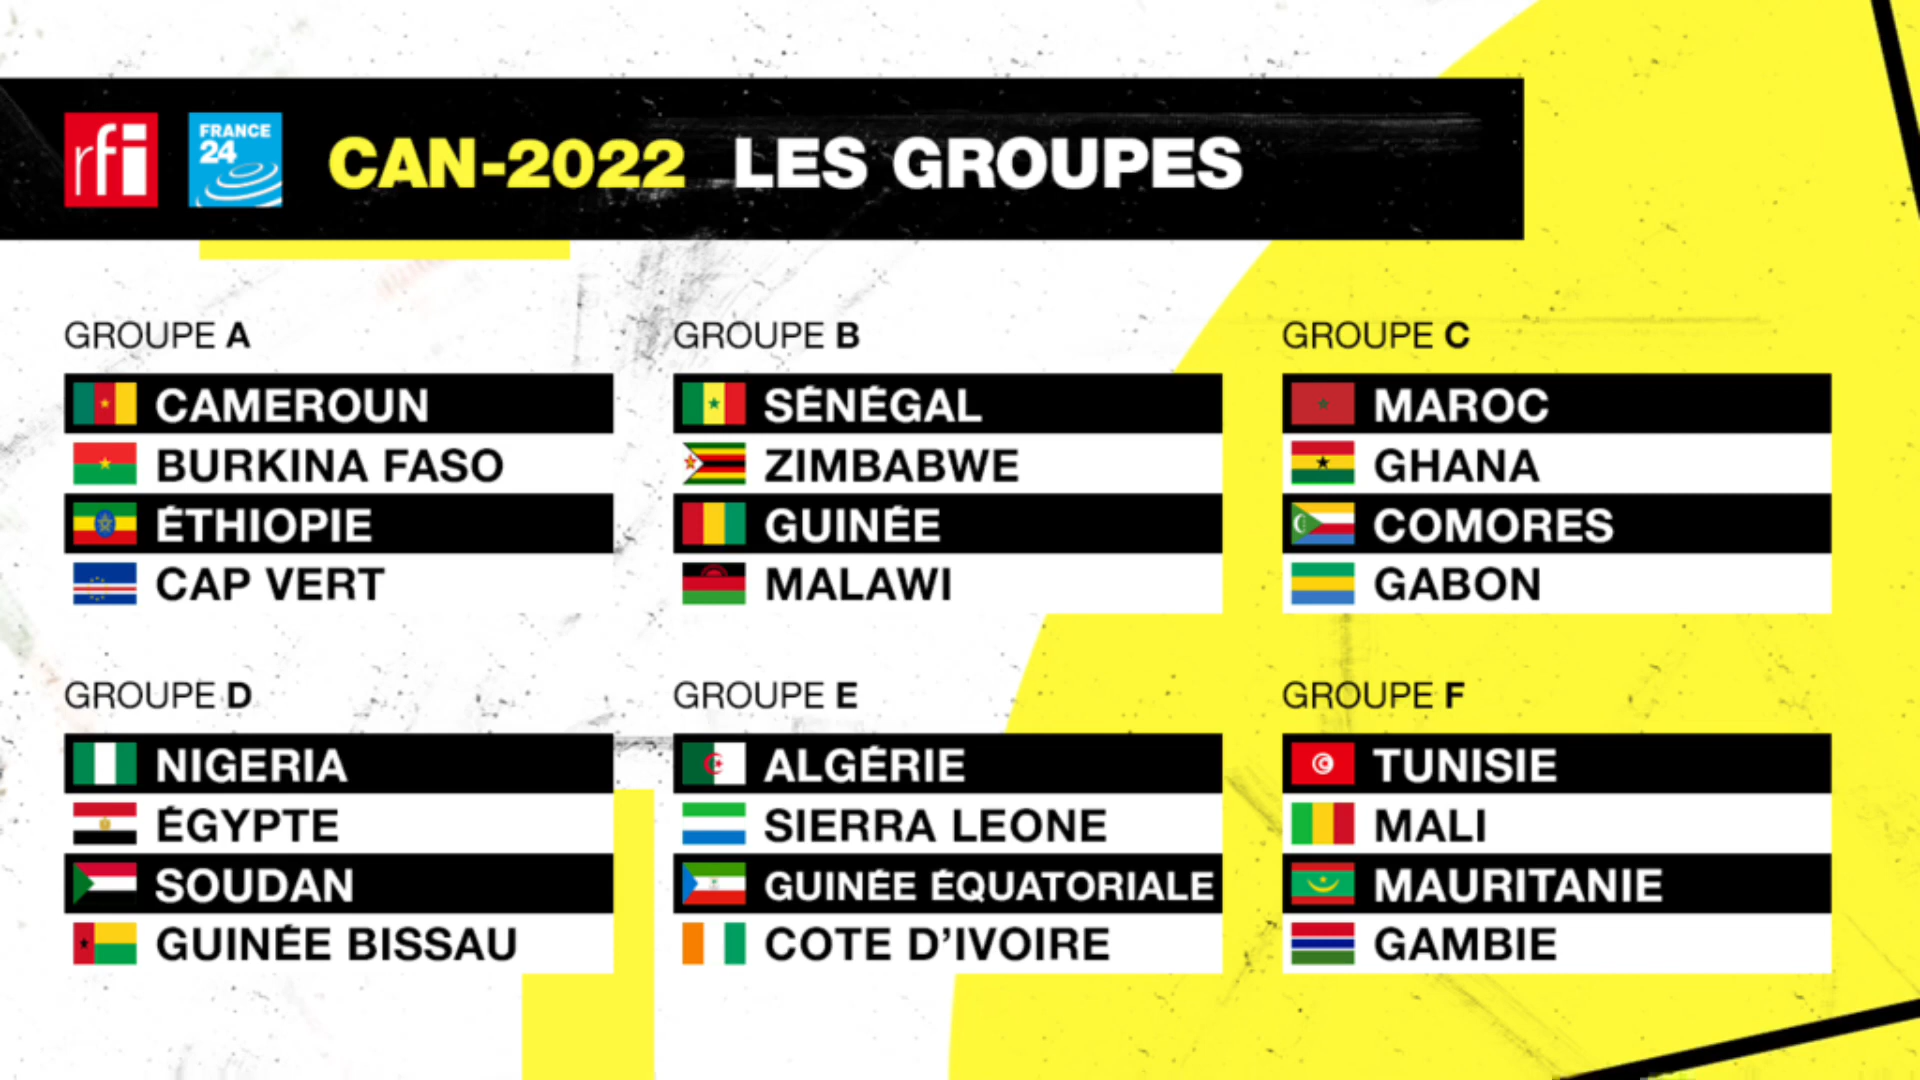 rfi
FRANCE
24
CAN-2022 LES GROUPES
GROUPE A
CAMEROUN
BURKINA FASO
ÉTHIOPIE
CAP VERT
GROUPE B
SÉNÉGAL
ZIMBABWE
GUINÉE
MALAWI
GROUPE C
MAROC
GHANA
COMORES
GABON
GROUPE D
NIGERIA
ÉGYPTE
SOUDAN
GUINÉE BISSAU
GROUPE E
ALGÉRIE
SIERRA LEONE
GUINÉE ÉQUATORIALE
COTE D'IVOIRE
GROUPE F
TUNISIE
MALI
MAURITANIE
GAMBIE